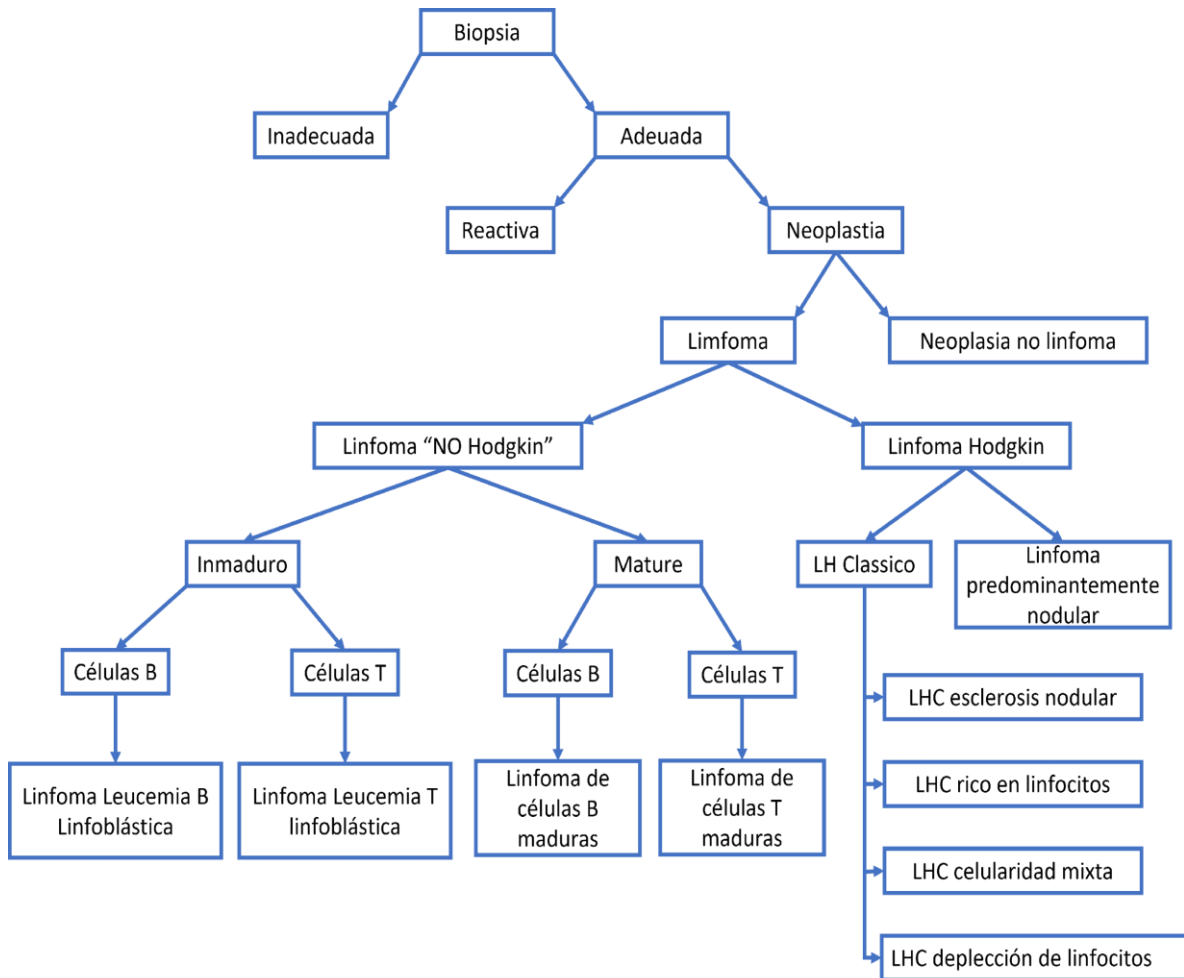 Biopsia
Inadecuada
Adeuada
Reactiva
Neoplastia
Limfoma
Neoplasia no linfoma
Linfoma “NO Hodgkin”
Linfoma Hodgkin
Inmaduro
Mature
LH Classico
Linfoma
predominantemente
nodular
Células B
Células T
Células B
Células T
LHC esclerosis nodular
Linfoma Leucemia B
Linfoblástica
Linfoma Leucemia T
linfoblástica
Linfoma de
células B
maduras
Linfoma de
células T
maduras
LHC rico en linfocitos
LHC celularidad mixta
LHC deplección de linfocitos